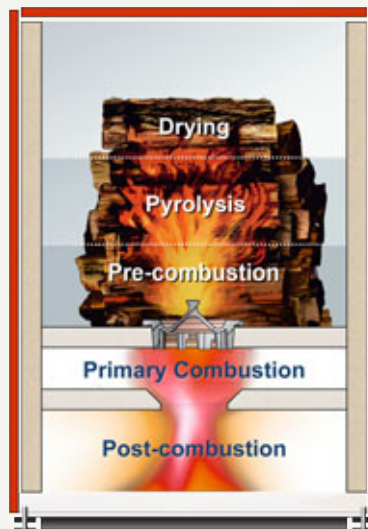 Drying
Pyrolysis
Pre-combustion
Primary Combustion
Post-combustion